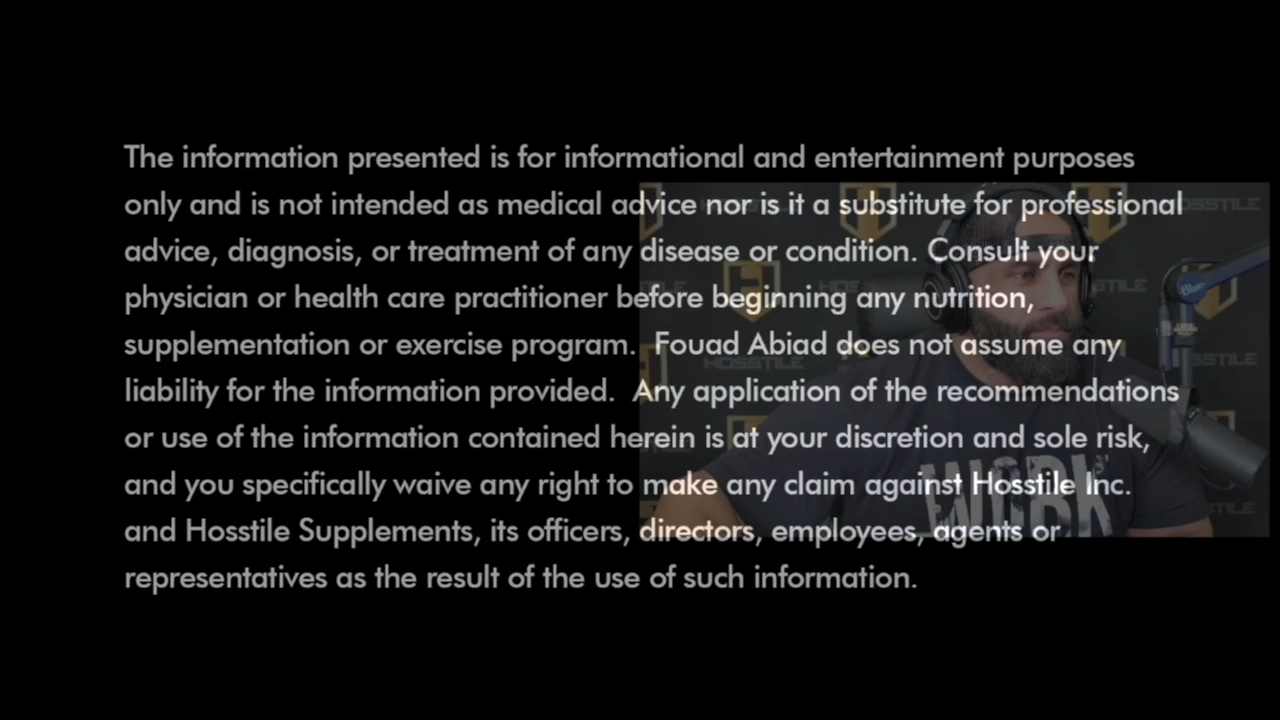 The information presented is for informational and entertainment purposes
only and is not intended as medical advice nor is it a substitute for professional
advice, diagnosis, or treatment of any disease or condition. Consult your
physician or health care practitioner before beginning any nutrition,
supplementation or exercise program.  Fouad Abiad does not assume any
liability for the information provided.  Any application of the recommendations
or use of the information contained herein is at your discretion and sole risk,
and you specifically waive any right to make any claim against Hosstile Inc.
and Hosstile Supplements, its officers, directors, employees, agents or
representatives as the result of the use of such information.
HOSSTILE
WORK